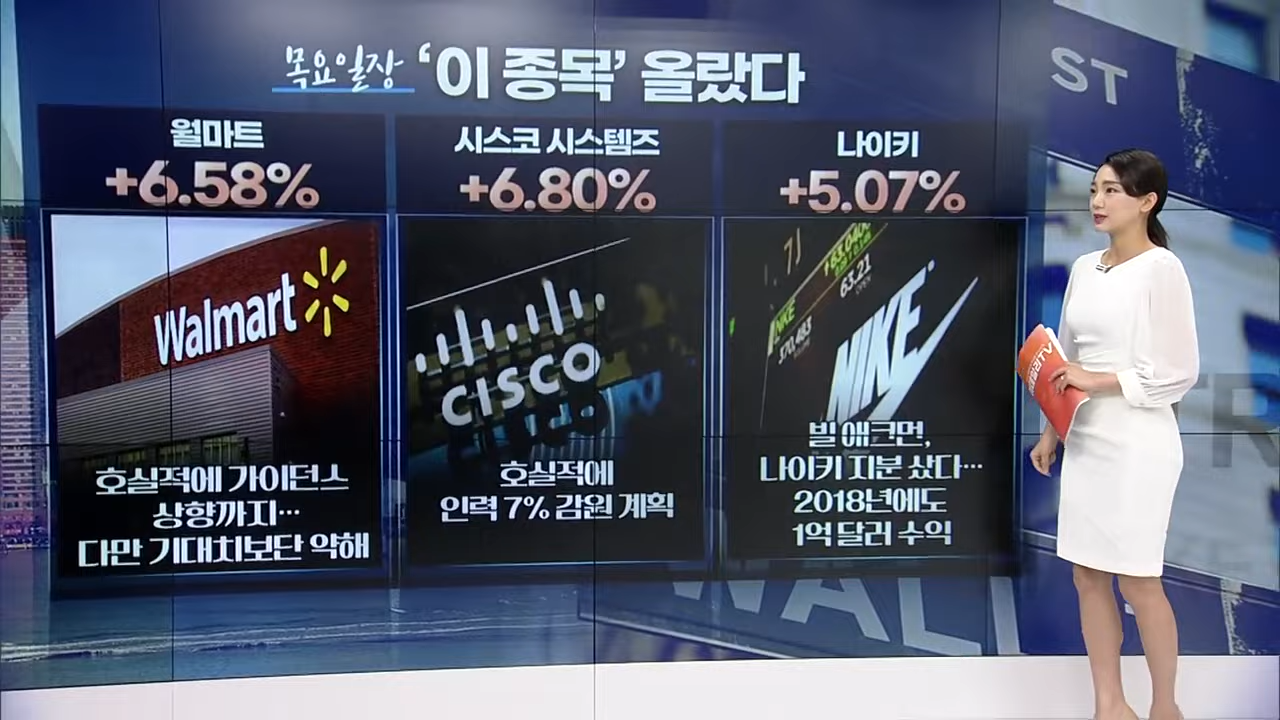 목요일장 ‘이 종목’ 올랐다
월마트
+6.58%
Walmart
호실적에 가이던스
상향까지…
다만 기대치보단 약해
시스코 시스템즈
+6.80%
CISCO
호실적에
인력 7% 감원 계획
나이키
+5.07%
63.21
NKE
NIKE
빌 애크먼,
나이키 지분 샀다…
2018년에도
1억 달러 수익
ST
WALL
TR